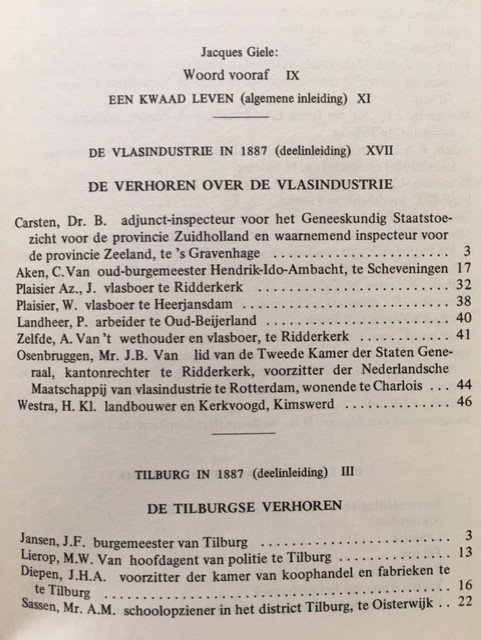 Jacques Giele:
Woord vooraf IX
EEN KWAAD LEVEN (algemene inleiding) XI
DE VLASINDUSTRIE IN 1887 (deelinleiding) XVII
DE VERHOREN OVER DE VLASINDUSTRIE
Carsten, Dr. B. adjunct-inspecteur voor het Geneeskundig Staatstoe-
zicht voor de provincie Zuidholland en waarnemend inspecteur voor
de provincie Zeeland, te 's Gravenhage . . . . . . . . . . . . . . . . 3
Aken, C.Van oud-burgemeester Hendrik-Ido-Ambacht, te Scheveningen 17
Plaisier Az., J. vlasboer te Ridderkerk . . . . . . . . . . . . . . . . 32
Plaisier, W. vlasboer te Heerjansdam . . . . . . . . . . . . . . . . 38
Landheer, P. arbeider te Oud-Beijerland . . . . . . . . . . . . . . . 40
Zelfde, A. Van't wethouder en vlasboer, te Ridderkerk . . . . . . . . 41
Osenbruggen, Mr. J.B. Van lid van de Tweede Kamer der Staten Gene-
raal, kantonrechter te Ridderkerk, voorzitter der Nederlandsche
Maatschappij van vlasindustrie te Rotterdam, wonende te Charlois . . . 44
Westra, H. Kl. landbouwer en Kerkvoogd, Kimswerd . . . . . . . . . 46
TILBURG IN 1887 (deelinleiding) III
DE TILBURGSE VERHOREN
Jansen, J.F. burgemeester van Tilburg . . . . . . . . . . . . . . . . 3
Lierop, M.W. Van hoofdagent van politie te Tilburg . . . . . . . . . . 13
Diepen, J.H.A. voorzitter der kamer van koophandel en fabrieken te
te Tilburg . . . . . . . . . . . . . . . . . . . . . . . . . . . . 16
Sassen, Mr. A.M. schoolopziener in het district Tilburg, te Oisterwijk . . 22